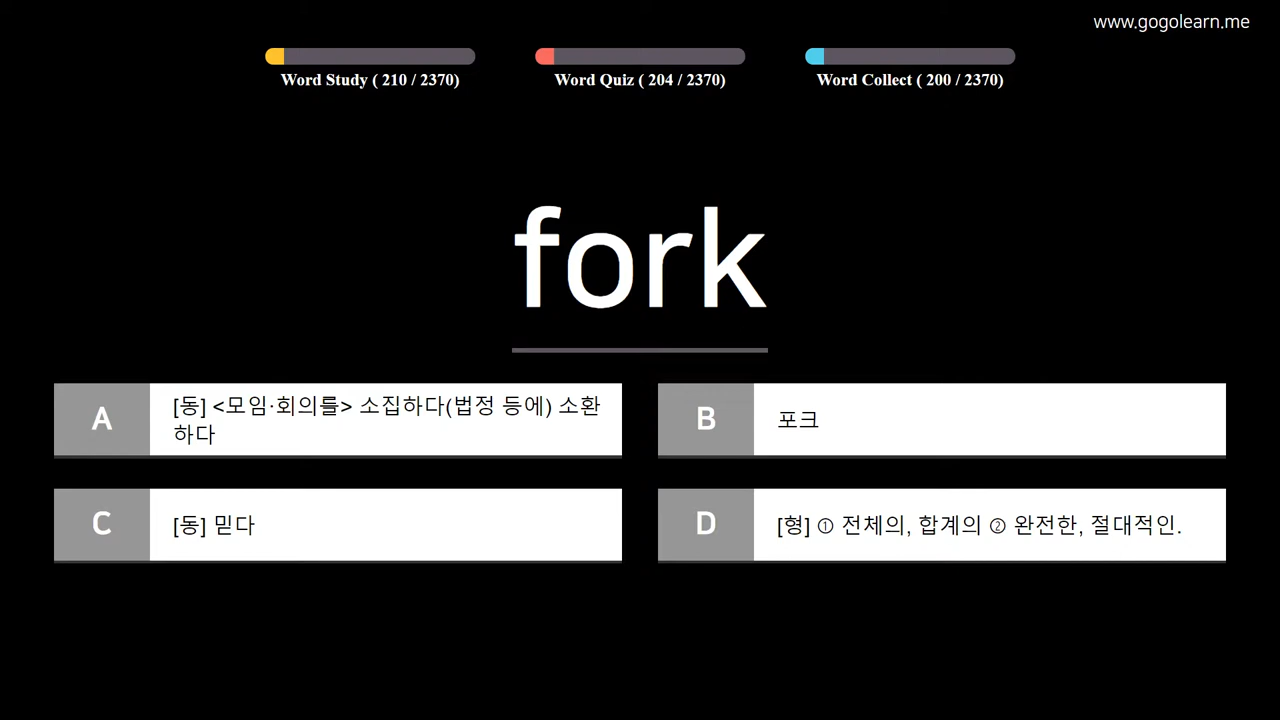 www.gogolearn.me
Word Study ( 210 / 2370)
Word Quiz ( 204 / 2370)
Word Collect ( 200 / 2370)
fork
A
[동] <모임·회의를> 소집하다(법정 등에) 소환
하다
B
포크
C
[동] 믿다
D
[형] ① 전체의, 합계의 ② 완전한, 절대적인.